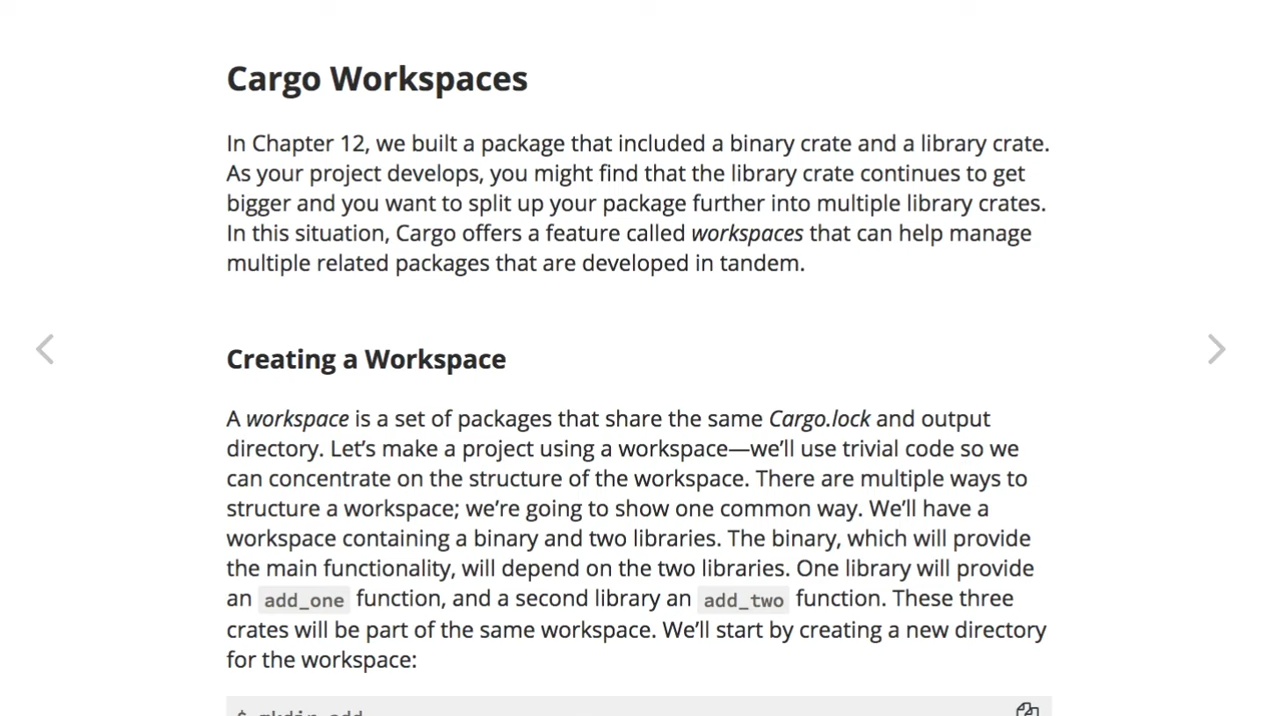 Cargo Workspaces
In Chapter 12, we built a package that included a binary crate and a library crate.
As your project develops, you might find that the library crate continues to get
bigger and you want to split up your package further into multiple library crates.
In this situation, Cargo offers a feature called workspaces that can help manage
multiple related packages that are developed in tandem.
Creating a Workspace
A workspace is a set of packages that share the same Cargo.lock and output
directory. Let’s make a project using a workspace—we’ll use trivial code so we
can concentrate on the structure of the workspace. There are multiple ways to
structure a workspace; we’re going to show one common way. We’ll have a
workspace containing a binary and two libraries. The binary, which will provide
the main functionality, will depend on the two libraries. One library will provide
an add_one function, and a second library an add_two function. These three
crates will be part of the same workspace. We’ll start by creating a new directory
for the workspace:
$ mkdir add